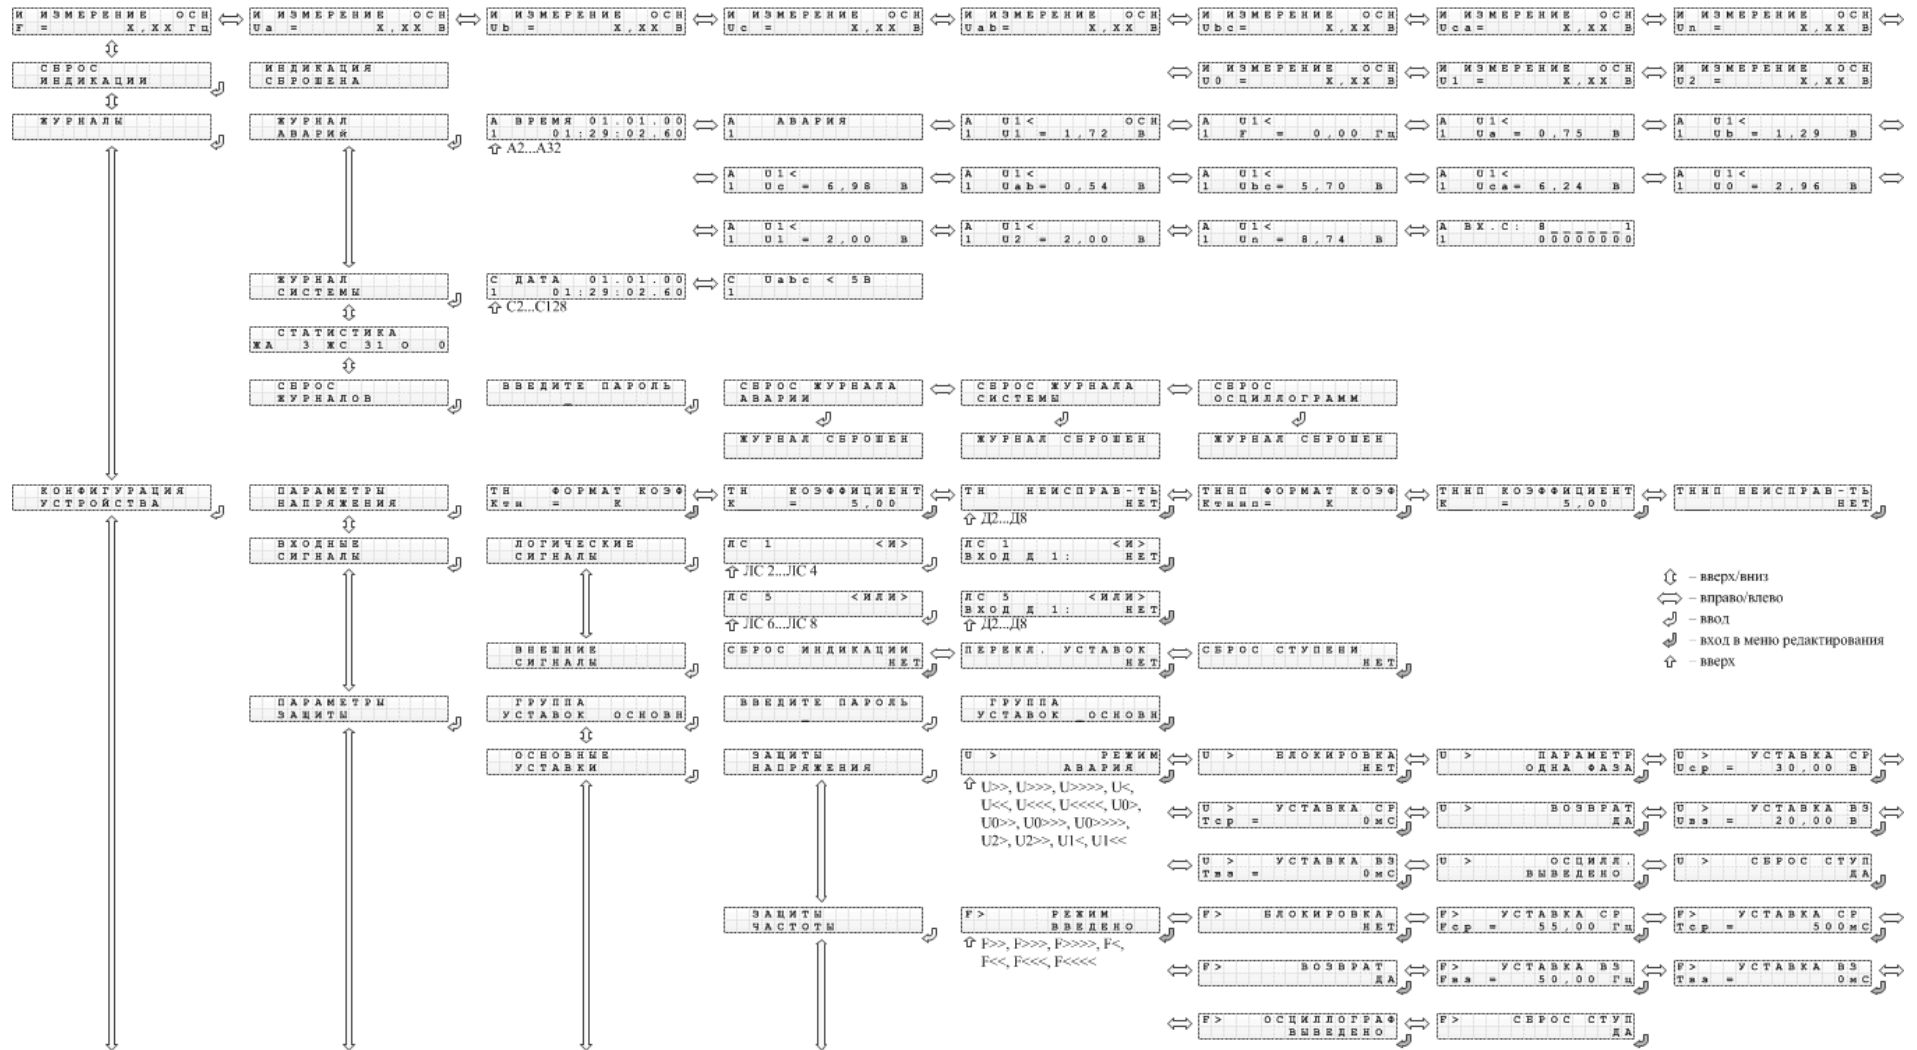 И ИЗМЕРЕНИЕ ОСН
F = X,XX Гц
И ИЗМЕРЕНИЕ ОСН
Ua = X,XX В
И ИЗМЕРЕНИЕ ОСН
Ub = X,XX В
И ИЗМЕРЕНИЕ ОСН
Uc = X,XX В
И ИЗМЕРЕНИЕ ОСН
Uab= X,XX В
И ИЗМЕРЕНИЕ ОСН
Ubc= X,XX В
И ИЗМЕРЕНИЕ ОСН
Uca= X,XX В
И ИЗМЕРЕНИЕ ОСН
Un = X,XX В
СБРОС
ИНДИКАЦИИ
ИНДИКАЦИЯ
СБРОШЕНА
И ИЗМЕРЕНИЕ ОСН
U0 = X,XX В
И ИЗМЕРЕНИЕ ОСН
U1 = X,XX В
И ИЗМЕРЕНИЕ ОСН
U2 = X,XX В
ЖУРНАЛЫ
ЖУРНАЛ
АВАРИЙ
А ВРЕМЯ 01.01.00
1 01:29:02.60
А2...А32
А АВАРИЯ
1
А U1< ОСН
1 U1 = 1,72 В
А U1<
1 F = 0,00 Гц
А U1<
1 Ua = 0,75 В
А U1<
1 Ub = 1,29 В
А U1<
1 Uc = 6,98 В
А U1<
1 Uab= 0,54 В
А U1<
1 Ubc= 5,70 В
А U1<
1 Uca= 6,24 В
А U1<
1 U0 = 2,96 В
А U1<
1 U1 = 2,00 В
А U1<
1 U2 = 2,00 В
А U1<
1 Un = 8,74 В
А ВХ.С: 8______1
1 00000000
ЖУРНАЛ
СИСТЕМЫ
С ДАТА 01.01.00
1 01:29:02.60
С2...С128
С Uabc < 5В
1
СТАТИСТИКА
ЖА 3 ЖС 31 О 0
СБРОС
ЖУРНАЛОВ
ВВЕДИТЕ ПАРОЛЬ
_
СБРОС ЖУРНАЛА
АВАРИИ
СБРОС ЖУРНАЛА
СИСТЕМЫ
СБРОС
ОСЦИЛЛОГРАММ
ЖУРНАЛ СБРОШЕН
ЖУРНАЛ СБРОШЕН
ЖУРНАЛ СБРОШЕН
КОНФИГУРАЦИЯ
УСТРОЙСТВА
ПАРАМЕТРЫ
НАПРЯЖЕНИЯ
ТН ФОРМАТ КОЭФ
Kтн = K
ТН КОЭФФИЦИЕНТ
K___ = 5,00
ТН НЕИСПРАВ-ТЬ
НЕТ
Д2...Д8
ТННП ФОРМАТ КОЭФ
Kтннп= K
ТННП КОЭФФИЦИЕНТ
K___ = 5,00
ТННП НЕИСПРАВ-ТЬ
НЕТ
ВХОДНЫЕ
СИГНАЛЫ
ЛОГИЧЕСКИЕ
СИГНАЛЫ
ЛС 1 <И>
ЛС 2...ЛС 4
ЛС 1 <И>
ВХОД Д 1: НЕТ
ЛС 5 <ИЛИ>
ЛС 6...ЛС 8
ЛС 5 <ИЛИ>
ВХОД Д 1: НЕТ
Д2...Д8
– вверх/вниз
– вправо/влево
– ввод
– вход в меню редактирования
– вверх
ВНЕШНИЕ
СИГНАЛЫ
СБРОС ИНДИКАЦИИ
НЕТ
ПЕРЕКЛ. УСТАВОК
НЕТ
СБРОС СТУПЕНИ
НЕТ
ПАРАМЕТРЫ
ЗАЩИТЫ
ГРУППА
УСТАВОК ОСНОВН
ВВЕДИТЕ ПАРОЛЬ
_
ГРУППА
УСТАВОК _ОСНОВН
ОСНОВНЫЕ
УСТАВКИ
ЗАЩИТЫ
НАПРЯЖЕНИЯ
U > РЕЖИМ
АВАРИЯ
U>>, U>>>, U>>>>, U<,
U<<, U<<<, U<<<<, U0>,
U0>>, U0>>>, U0>>>>,
U2>, U2>>, U1<, U1<<
U > БЛОКИРОВКА
НЕТ
U > ПАРАМЕТР
ОДНА ФАЗА
U > УСТАВКА СР
Uср = 30,00 В
U > УСТАВКА СР
Tср = 0мС
U > ВОЗВРАТ
ДА
U > УСТАВКА ВЗ
Uвз = 20,00 В
U > УСТАВКА ВЗ
Tвз = 0мС
U > ОСЦИЛЛ.
ВЫВЕДЕНО
U > СБРОС СТУП
ДА
ЗАЩИТЫ
ЧАСТОТЫ
F> РЕЖИМ
ВВЕДЕНО
F>>, F>>>, F>>>>, F<,
F<<, F<<<, F<<<<
F> БЛОКИРОВКА
НЕТ
F> УСТАВКА СР
Fср = 55,00 Гц
F> УСТАВКА СР
Tср = 500мС
F> ВОЗВРАТ
ДА
F> УСТАВКА ВЗ
Fвз = 50,00 Гц
F> УСТАВКА ВЗ
Tвз = 0мС
F> ОСЦИЛЛОГРАФ
ВЫВЕДЕНО
F> СБРОС СТУП
ДА